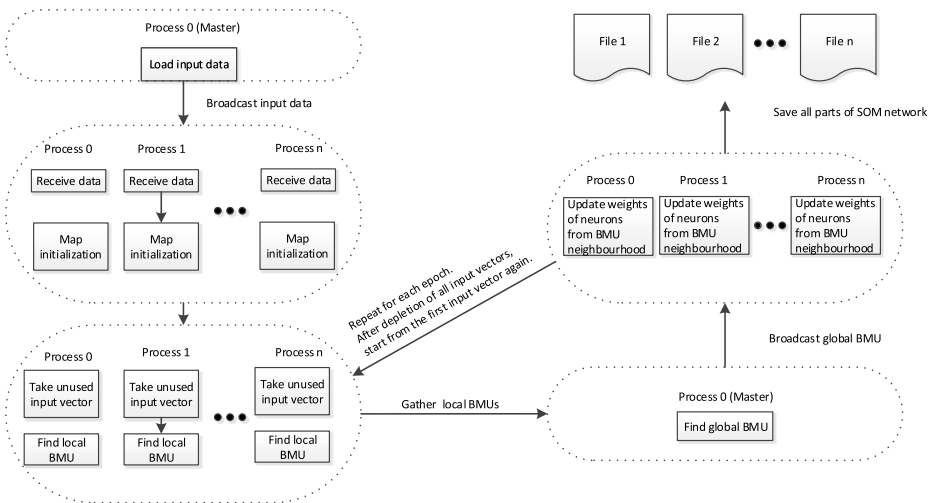 Process 0 (Master)
Load input data
Broadcast input data
Process 0
Process 1
Process n
Receive data
Receive data
Receive data
Map
initialization
Map
initialization
Map
initialization
Process 0
Process 1
Process n
Take unused
input vector
Take unused
input vector
Take unused
input vector
Find local
BMU
Find local
BMU
Find local
BMU
Gather local BMUs
Process 0 (Master)
Find global BMU
Broadcast global BMU
Process 0
Process 1
Process n
Update weights
of neurons
from BMU
neighbourhood
Update weights
of neurons
from BMU
neighbourhood
Update weights
of neurons
from BMU
neighbourhood
Repeat for each epoch.
After depletion of all input vectors,
start from the first input vector again.
Save all parts of SOM network
File 1
File 2
File n